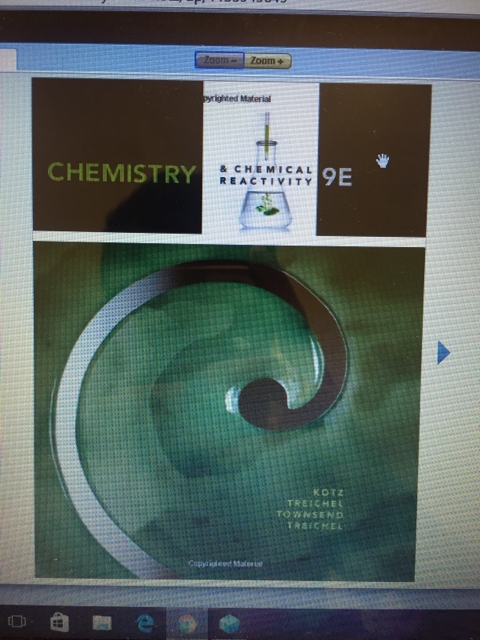 Zoom −
Zoom +
pyrighted Material
CHEMISTRY
& CHEMICAL
REACTIVITY
9E
KOTZ
TREICHEL
TOWNSEND
TREICHEL
Copyrighted Material